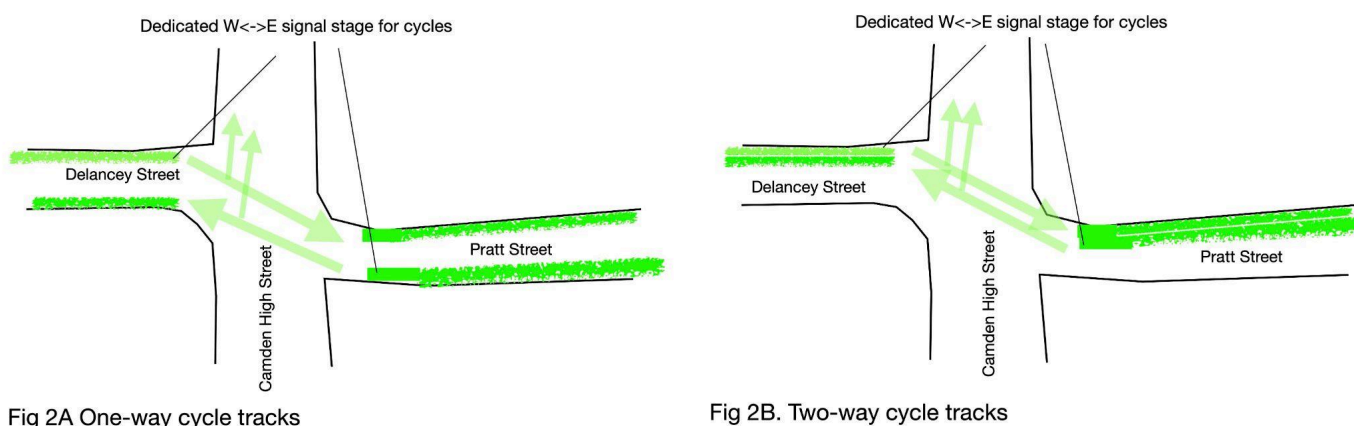 Dedicated W<->E signal stage for cycles
Delancey Street
Pratt Street
Camden High Street
Fig 2A One-way cycle tracks
Dedicated W<->E signal stage for cycles
Delancey Street
Pratt Street
Camden High Street
Fig 2B. Two-way cycle tracks